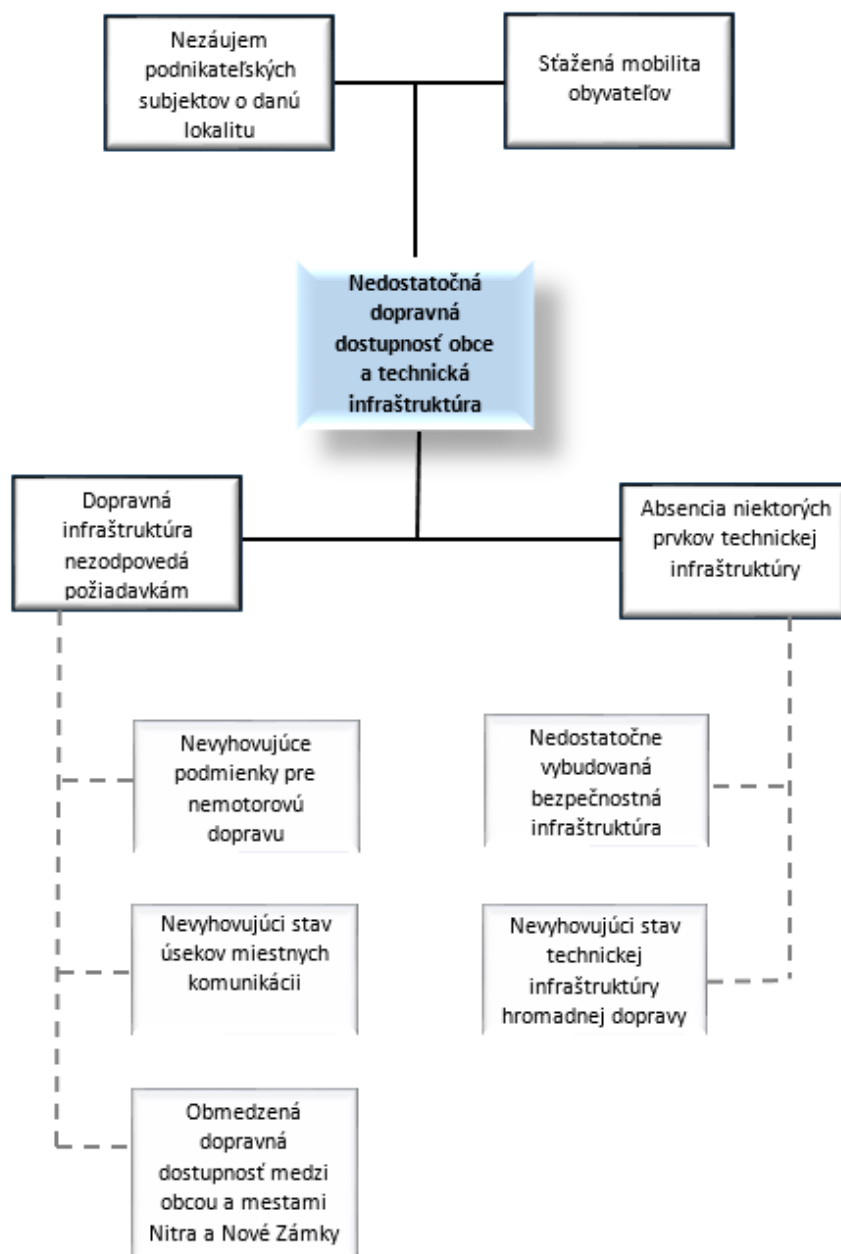 Nezáujem
podnikateľských
subjektov o danú
lokalitu
Sťažená mobilita
obyvateľov
Nedostatočná
dopravná
dostupnosť obce
a technická
infraštruktúra
Dopravná
infraštruktúra
nezodpovedá
požiadavkám
Absencia niektorých
prvkov technickej
infraštruktúry
Nevyhovujúce
podmienky pre
nemotorovú
dopravu
Nedostatočne
vybudovaná
bezpečnostná
infraštruktúra
Nevyhovujúci stav
úsekov miestnych
komunikácii
Nevyhovujúci stav
technickej
infraštruktúry
hromadnej dopravy
Obmedzená
dopravná
dostupnosť medzi
obcou a mestami
Nitra a Nové Zámky